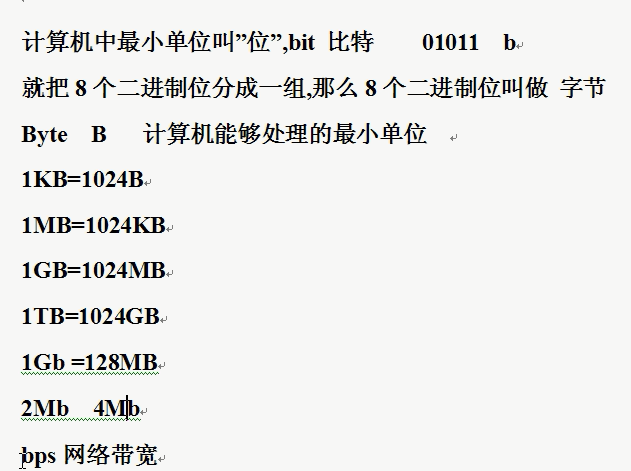 计算机中最小单位叫”位”,bit 比特 01011 b
就把 8 个二进制位分成一组,那么 8 个二进制位叫做 字节
Byte B 计算机能够处理的最小单位
1KB=1024B
1MB=1024KB
1GB=1024MB
1TB=1024GB
1Gb =128MB
2Mb 4Mb
bps 网络带宽